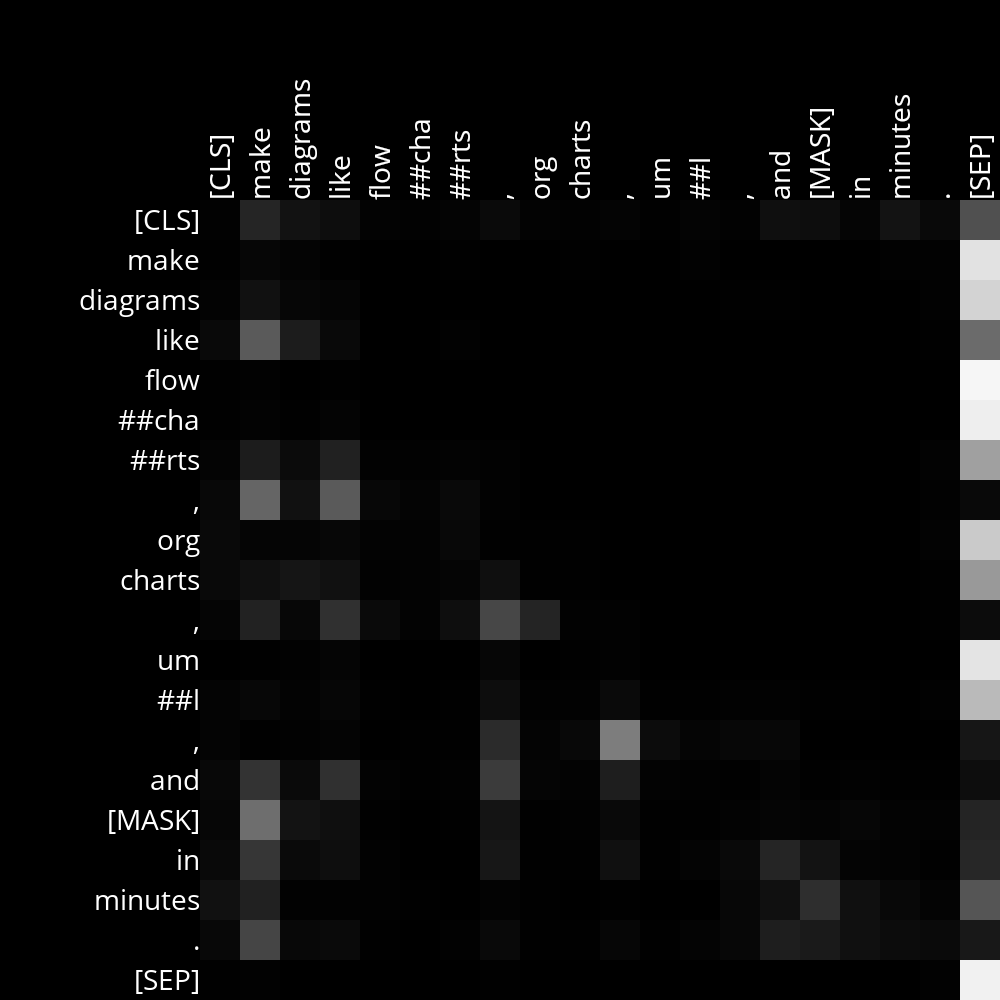 [CLS] make diagrams like flow ##cha ##rts , org charts , um ##l , and [MASK] in minutes . [SEP]
[CLS]
make
diagrams
like
flow
##cha
##rts
,
org
charts
,
um
##l
,
and
[MASK]
in
minutes
.
[SEP]